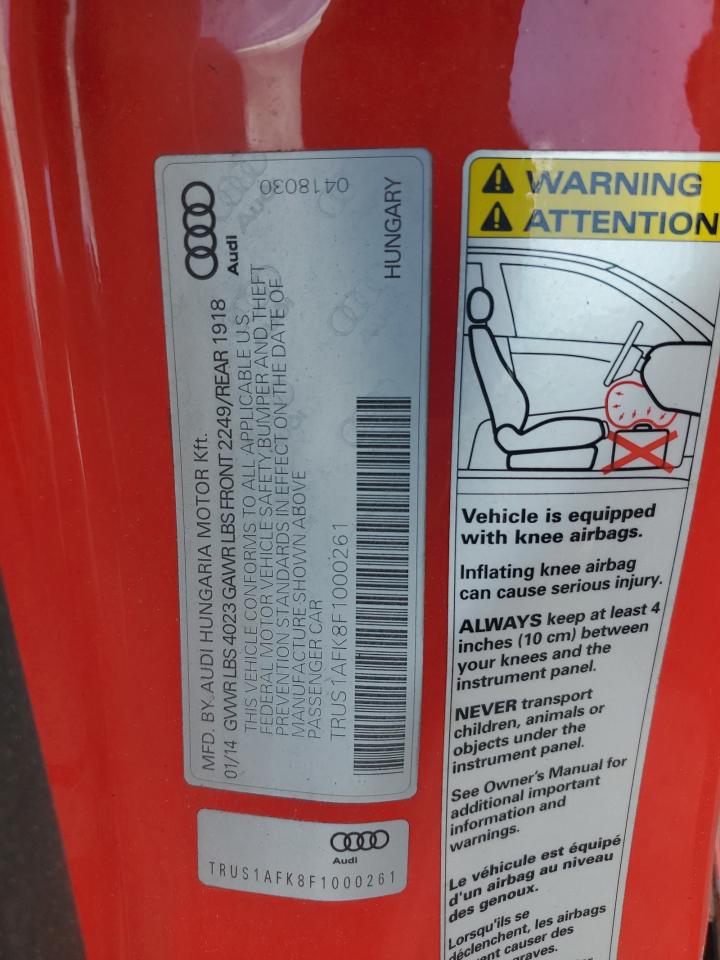 Audi
0418030
MFD. BY. AUDI HUNGARIA MOTOR Kft.
HUNGARY
01/14 GWWR LBS 4023 GAWR LBS FRONT 2249/REAR 1918
THIS VEHICLE CONFORMS TO ALL APPLICABLE U.S.
FEDERAL MOTOR VEHICLE SAFETY,BUMPER AND THEFT
PREVENTION STANDARDS IN EFFECT ON THE DATE OF
MANUFACTURE SHOWN ABOVE
PASSENGER CAR
TRUS1AFK8F1000261
Audi
TRUS1AFK8F1000261
WARNING
ATTENTION
Vehicle is equipped
with knee airbags.
Inflating knee airbag
can cause serious injury.
ALWAYS keep at least 4
inches (10 cm) between
your knees and the
instrument panel.
NEVER transport
children, animals or
objects under the
instrument panel.
See Owner's Manual for
additional important
information and
warnings.
Le véhicule est équipé
d'un airbag au niveau
des genoux.
Lorsqu'ils se
déclenchent, les airbags
causer des